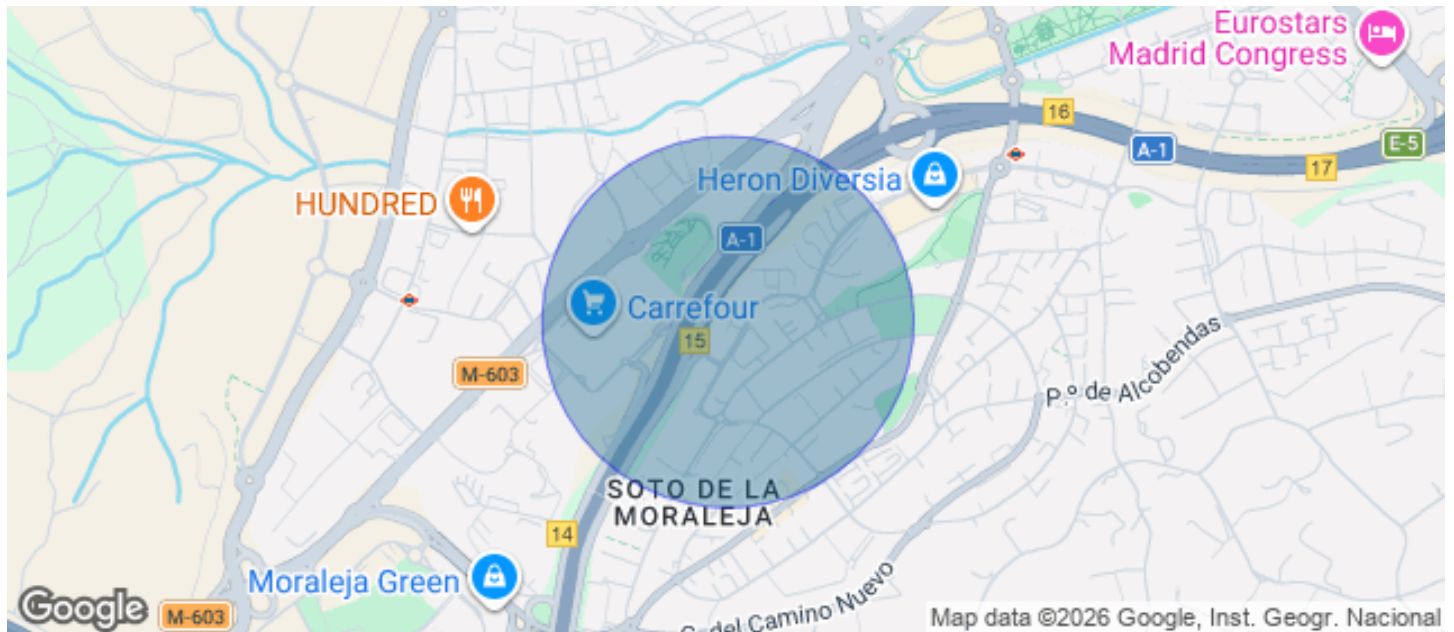 Eurostars
Madrid Congress
16
A-1
E-5
17
Heron Diversia
HUNDRED
A-1
Carrefour
15
M-603
P.º de Alcobendas
SOTO DE LA
MORALEJA
14
Moraleja Green
del Camino Nuevo
Google
M-603
Map data ©2026 Google, Inst. Geogr. Nacional